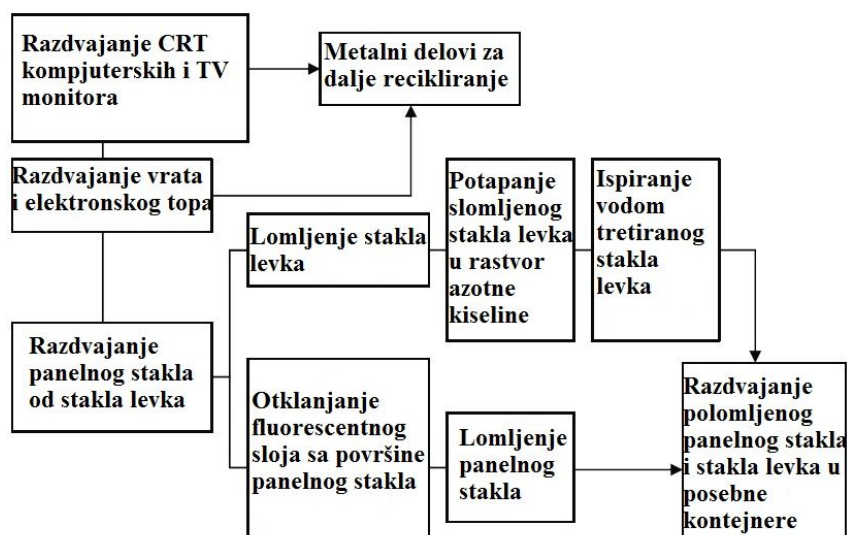 Razdvajanje CRT
kompjuterskih i TV
monitora
Metalni delovi za
dalje recikliranje
Razdvajanje vrata
i elektronskog topa
Lomljenje stakla
levka
Potapanje
slomljenog
stakla levka
u rastvor
azotne
kiseline
Ispiranje
vodom
tretiranog
stakla
levka
Razdvajanje
panelnog stakla
od stakla levka
Otklanjanje
fluorescentnog
sloja sa površine
panelnog stakla
Lomljenje
panelnog
stakla
Razdvajanje
polomljenog
panelnog stakla
i stakla levka u
posebne
kontejnere